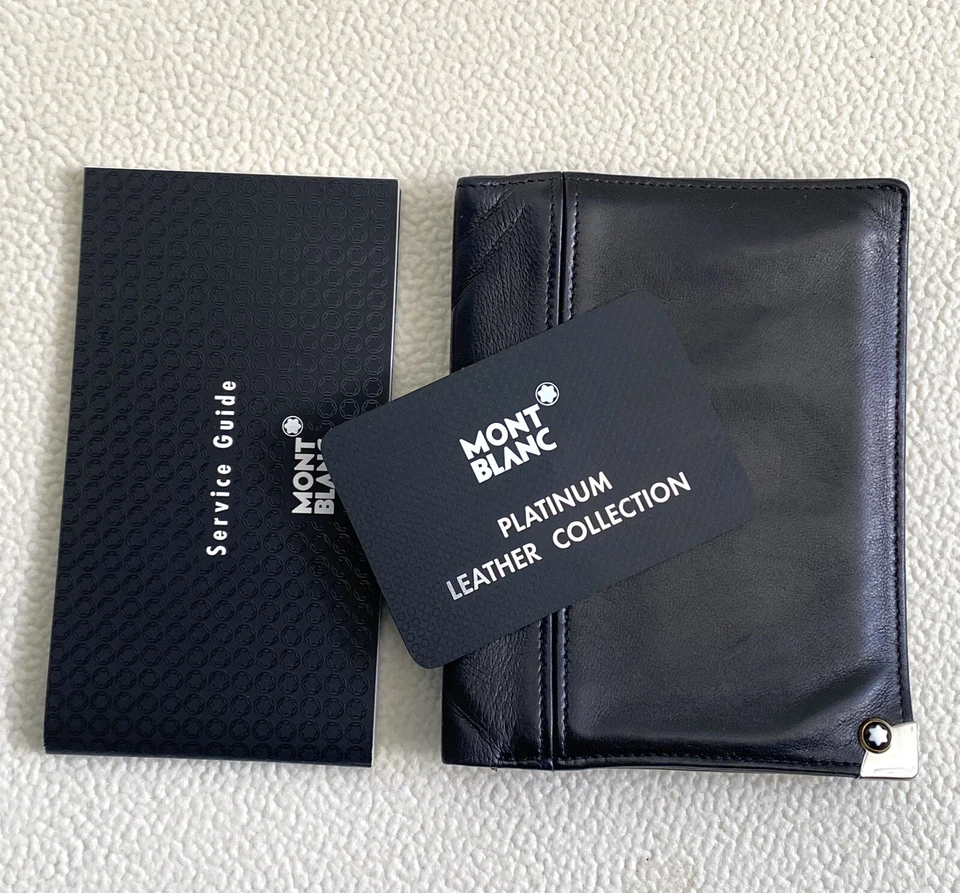 Service Guide
MONT
BLANC
MONT
BLANC
PLATINUM
LEATHER COLLECTION